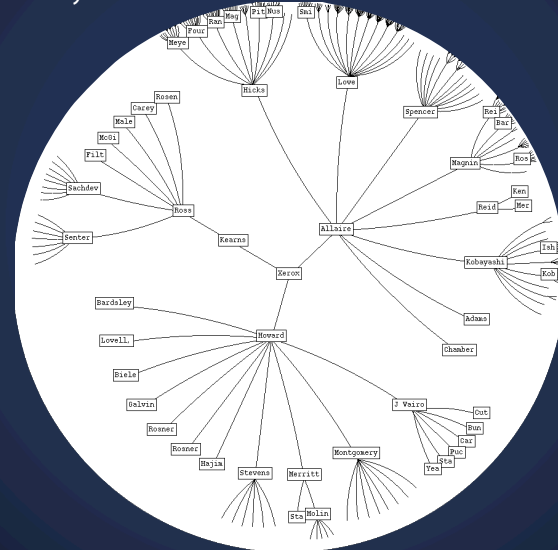 Smi
Pit
Nus
Mag
Ran
Four
Meye
Love
Hicks
Rosen
Carey
Spencer
Rei
Male
Bar
McGi
Filt
Ros
Magnin
Sachdev
Ken
Mer
Reid
Ross
Allaire
Senter
Kearns
Ish
Kobayashi
Xerox
Kob
Bardsley
Adams
Howard
Lovell,
Chamber
Biele
Galvin
J Wairo
Cut
Rosner
Bun
Car
Rosner
Puc
Montgomery
Sta
Hajim
Yea
Stevens
Merritt
Sta
Molin